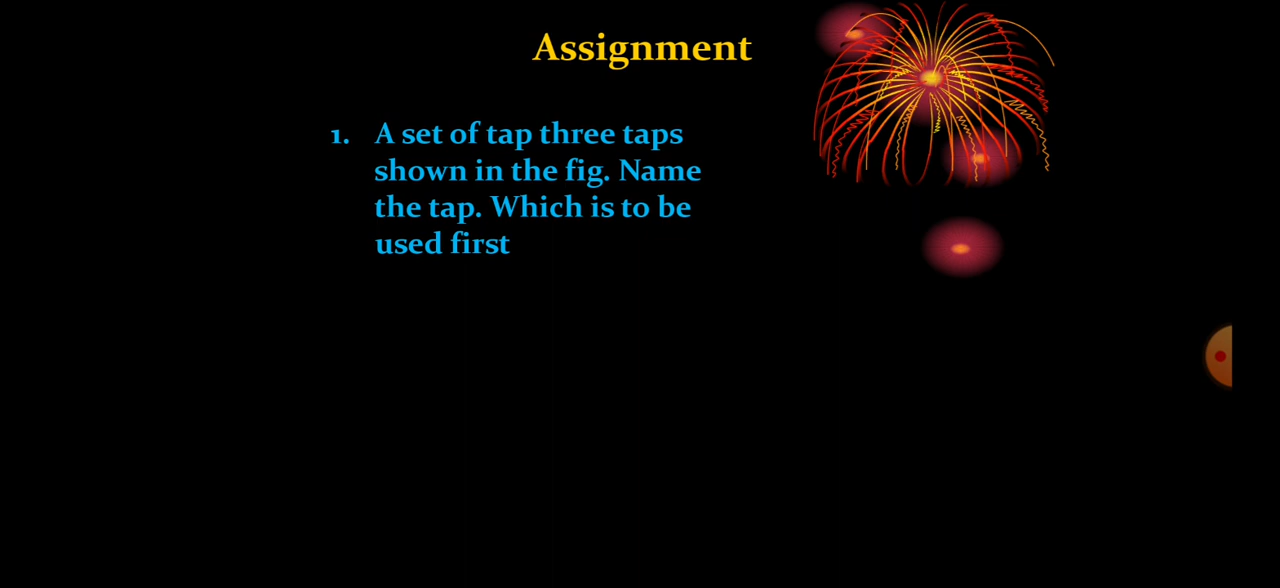 Assignment
1. A set of tap three taps
shown in the fig. Name
the tap. Which is to be
used first